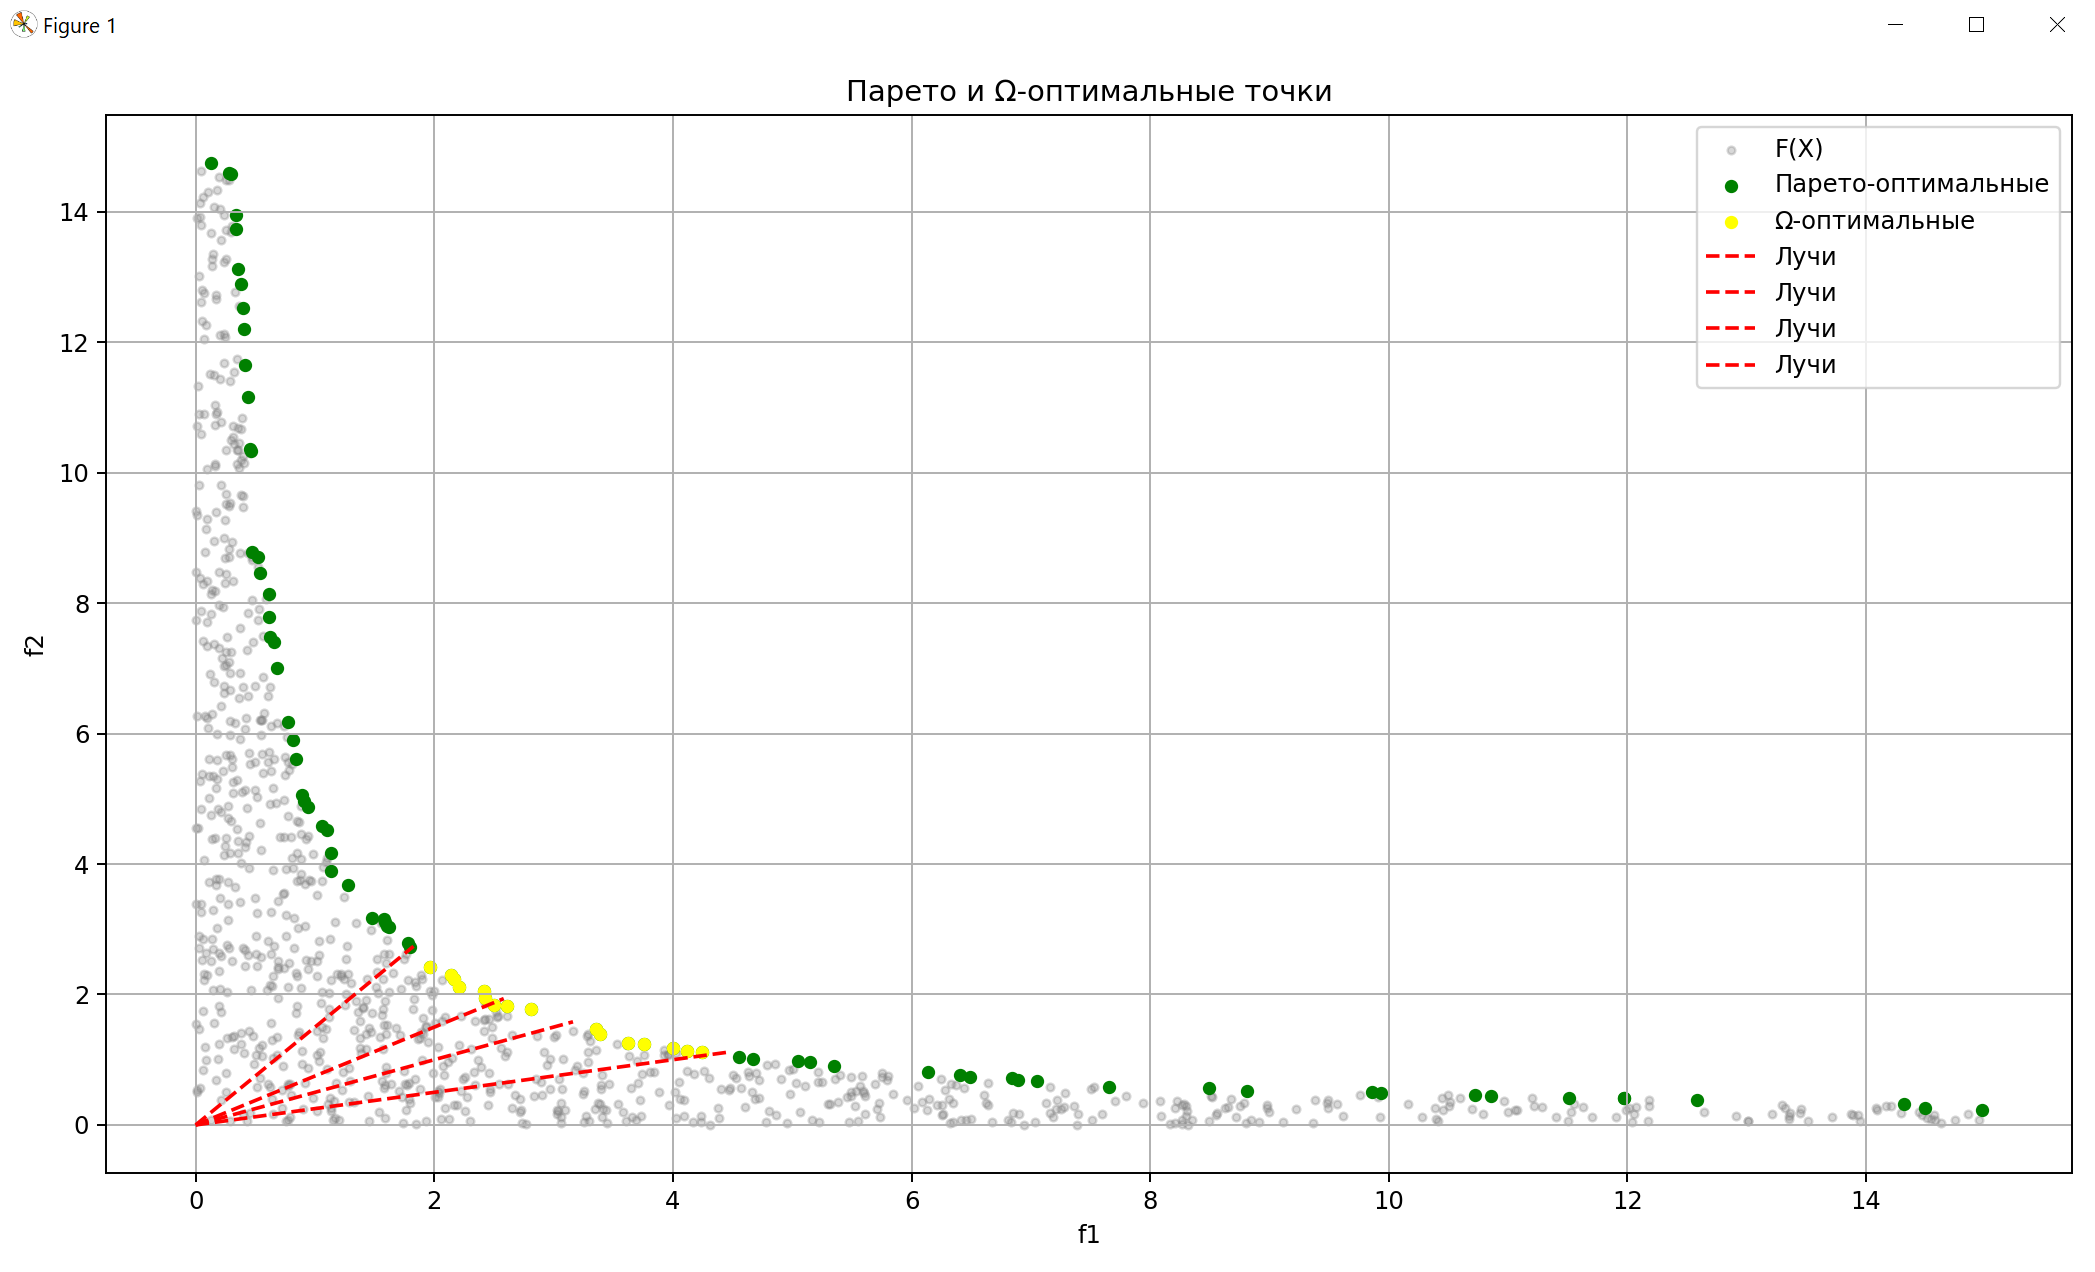 Figure 1
Парето и Ω-оптимальные точки
F(X)
Парето-оптимальные
Ω-оптимальные
Лучи
Лучи
Лучи
Лучи
14
12
10
8
6
4
2
0
f2
0 2 4 6 8 10 12 14
f1